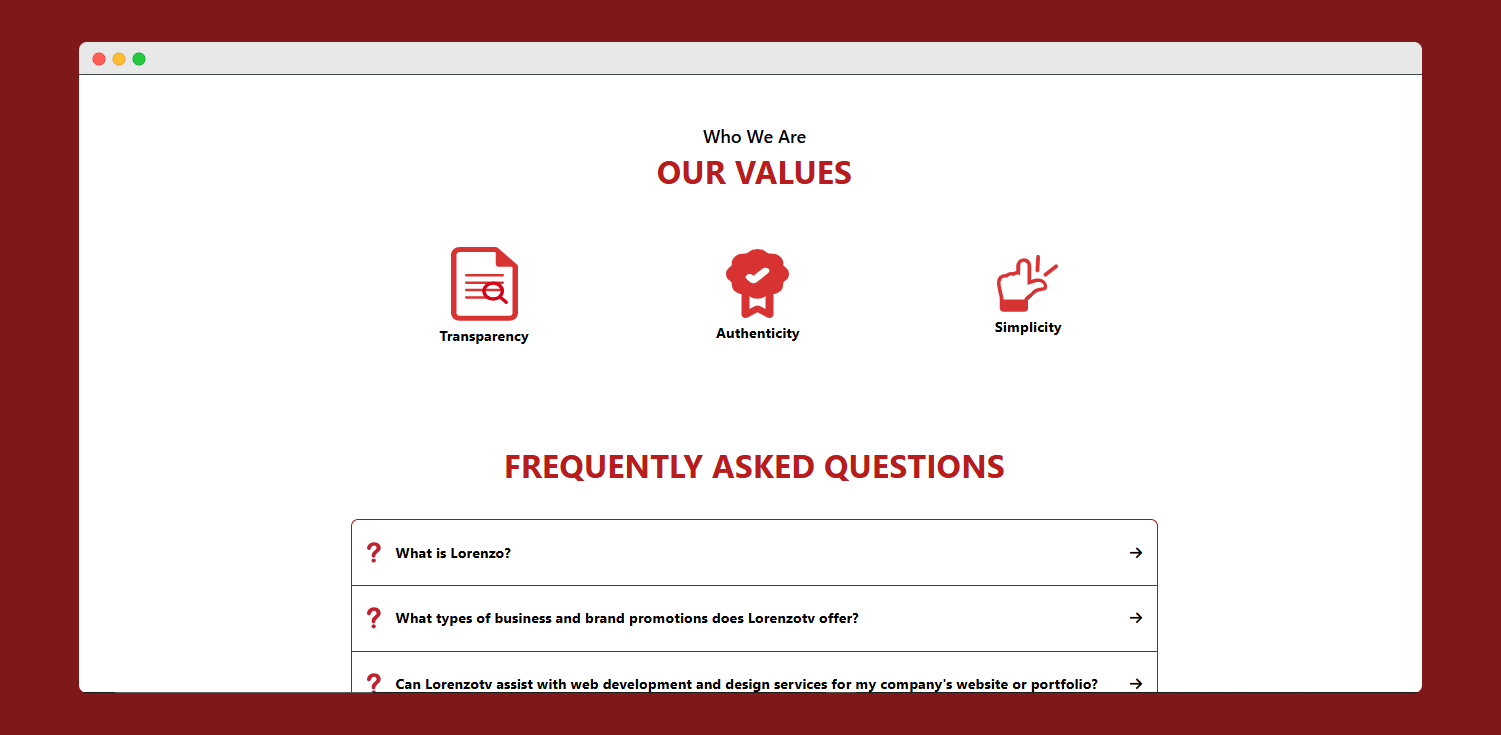 Who We Are
OUR VALUES
Transparency
Authenticity
Simplicity
FREQUENTLY ASKED QUESTIONS
What is Lorenzo?
What types of business and brand promotions does Lorenzotv offer?
Can Lorenzotv assist with web development and design services for my company's website or portfolio?